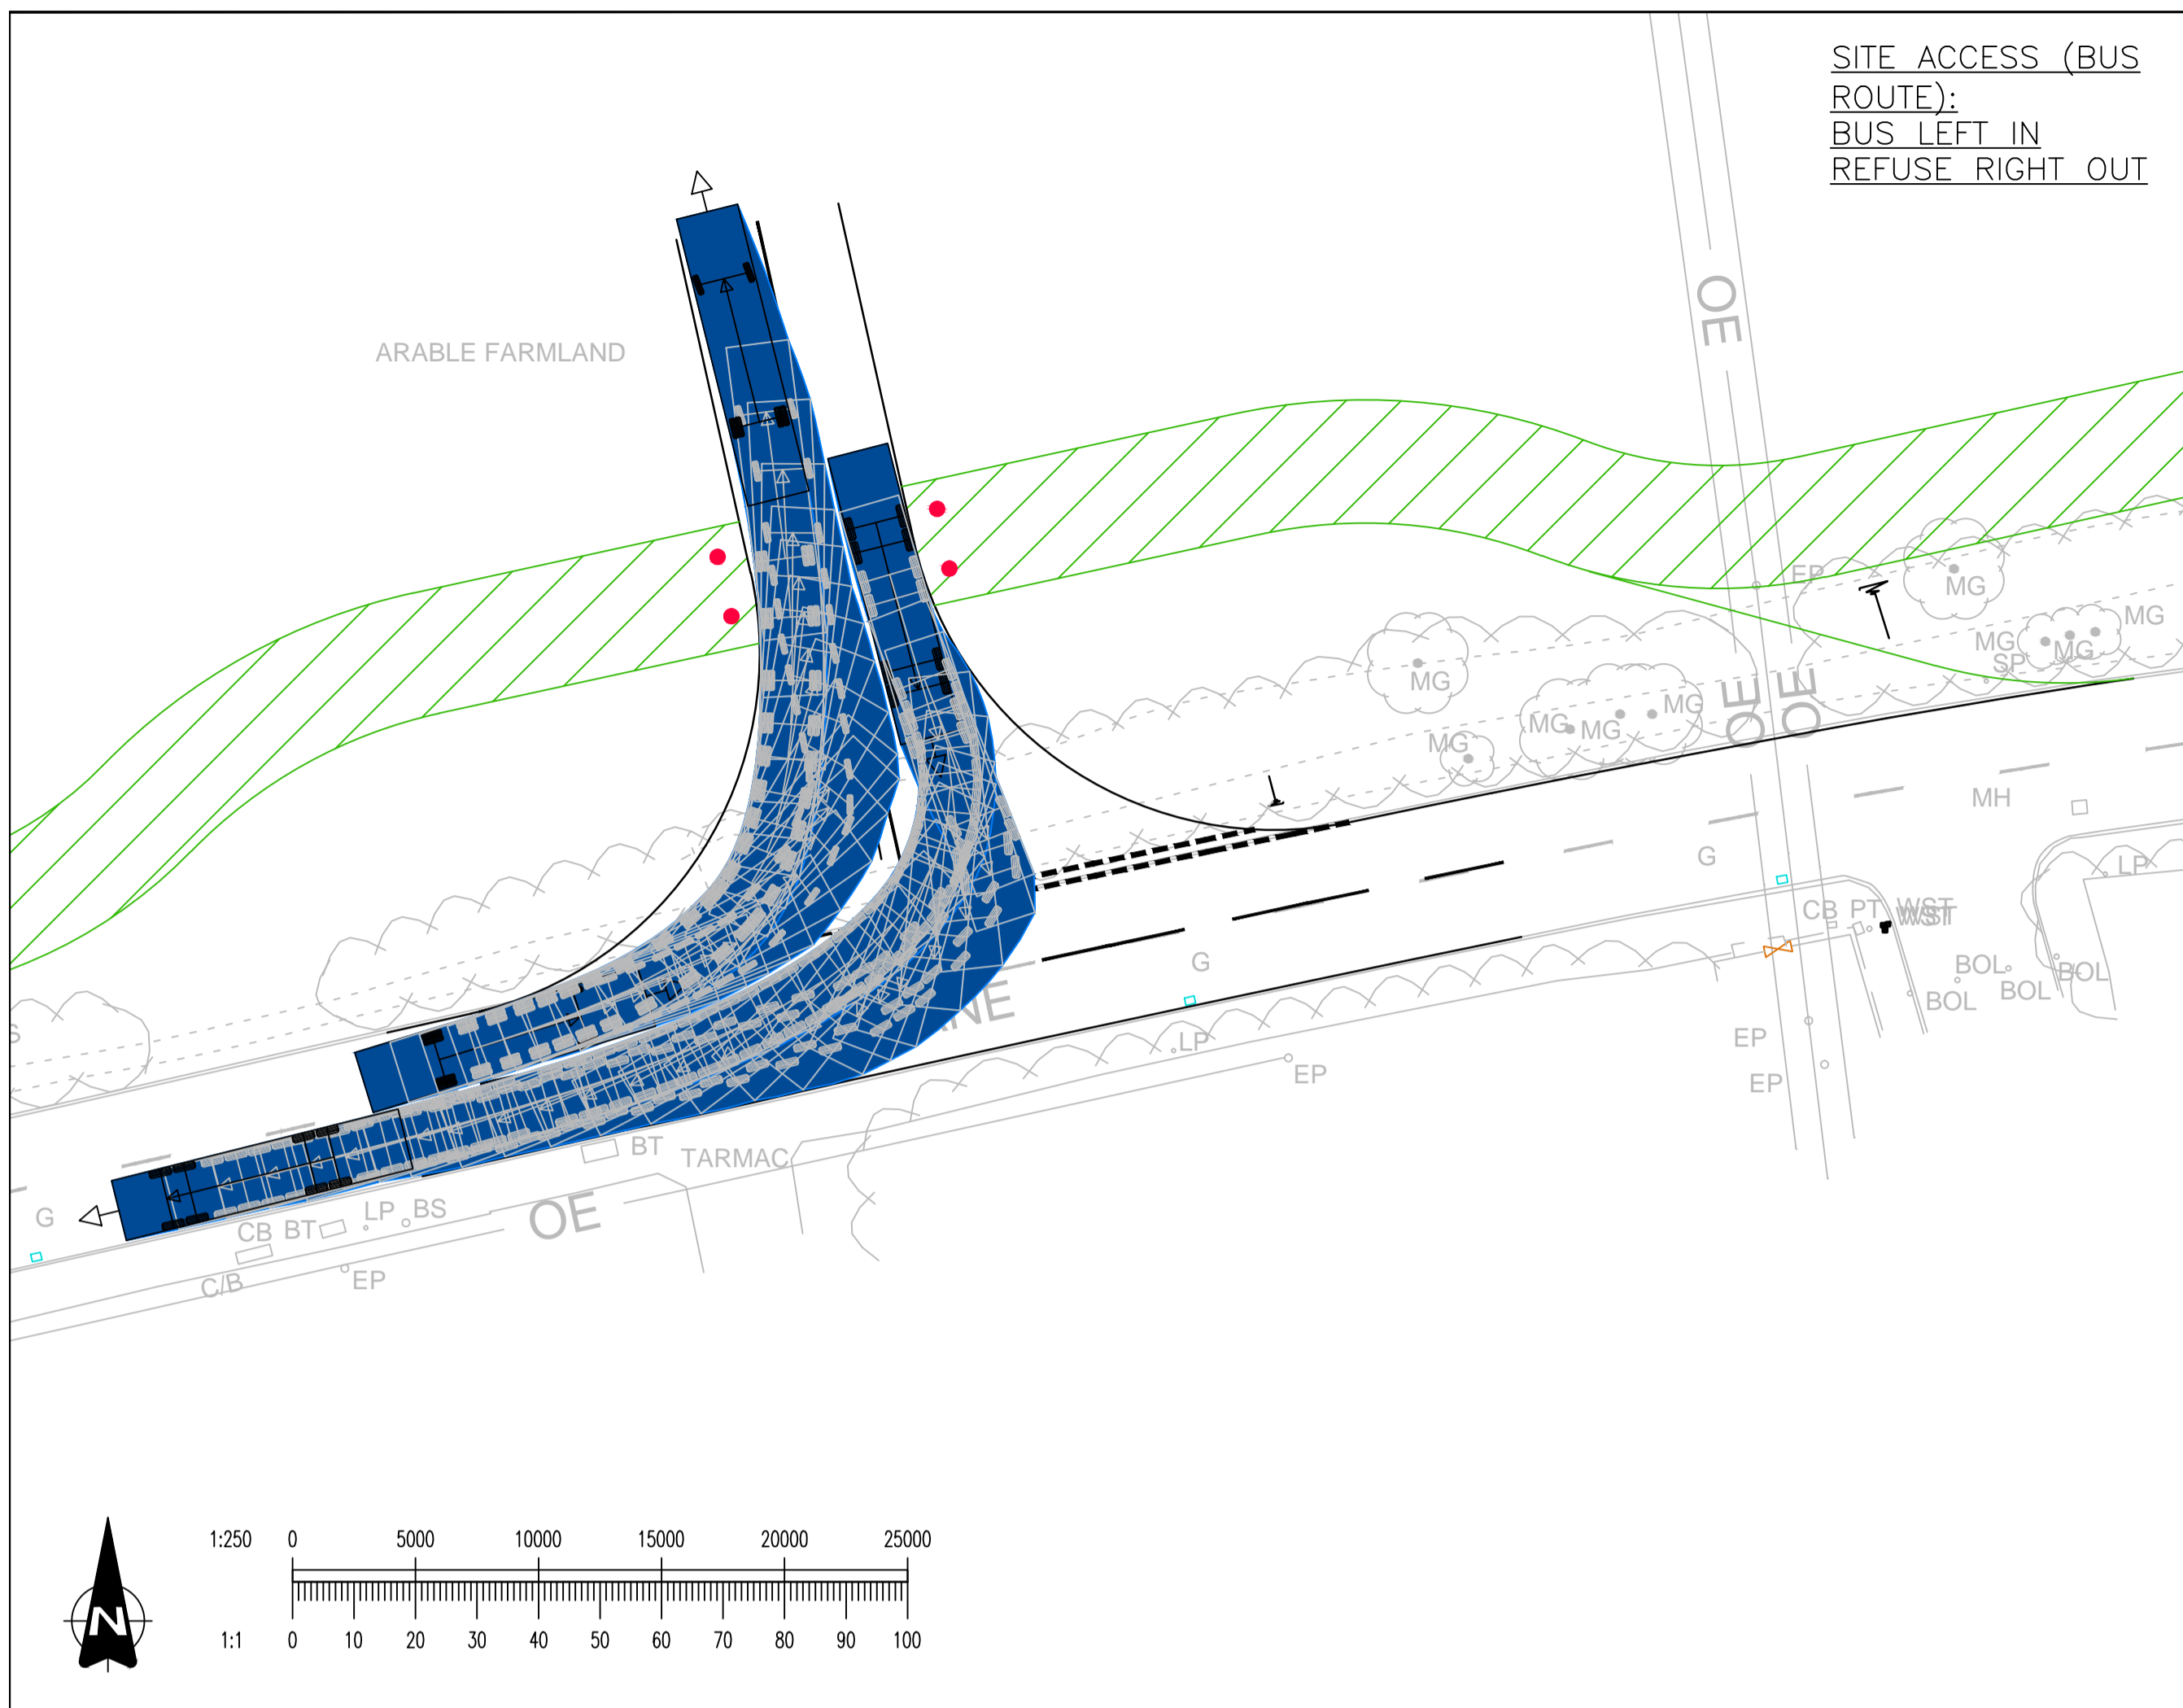 SITE ACCESS (BUS
ROUTE):
BUS LEFT IN
REFUSE RIGHT OUT
OE
ARABLE FARMLAND
EP
MG
MG
MG
MG
MG
SP
MG
MG
MG
MG
MG
OE
OE
MH
G
LP
CB
PT
WST
WST
G
BOL
BOL
BOL
BOL
EP
LP
EP
EP
BT
TARMAC
OE
LP
BS
CB
BT
G
C/B
EP
S
1:250 0 5000 10000 15000 20000 25000
N
1:1 0 10 20 30 40 50 60 70 80 90 100